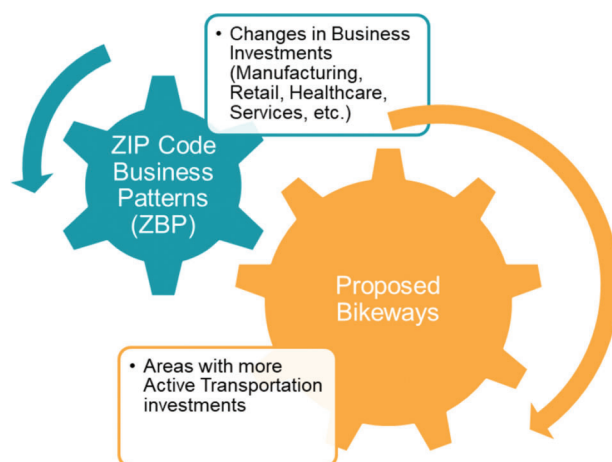 • Changes in Business
Investments
(Manufacturing,
Retail, Healthcare,
Services, etc.)
ZIP Code
Business
Patterns
(ZBP)
Proposed
Bikeways
• Areas with more
Active Transportation
investments